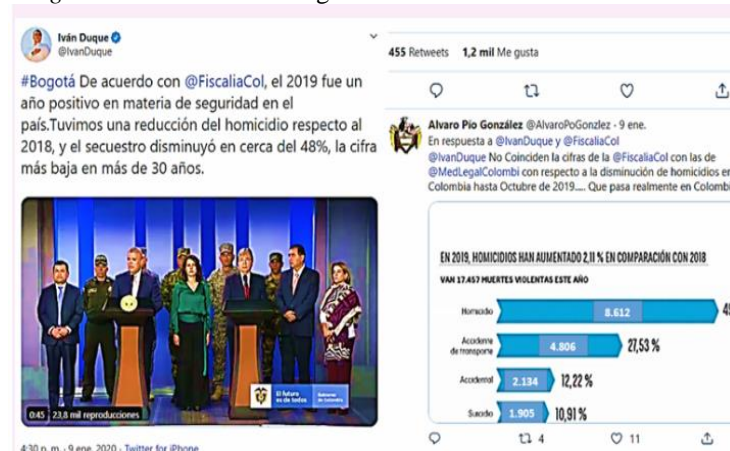 Iván Duque
@IvanDuque
#Bogotá De acuerdo con @FiscaliaCol, el 2019 fue un
año positivo en materia de seguridad en el
país.Tuvimos una reducción del homicidio respecto al
2018, y el secuestro disminuyó en cerca del 48%, la cifra
más baja en más de 30 años.
El futuro
es de todos
Gobierno
de Colombia
0:45 23,8 mil reproducciones
4:30 p. m. · 9 ene. 2020 · Twitter for iPhone
455 Retweets 1,2 mil Me gusta
Alvaro Pio González @AlvaroPoGonzlez · 9 ene.
En respuesta a @IvanDuque y @FiscaliaCol
@IvanDuque No Coinciden la cifras de la @FiscaliaCol con las de
@MedLegalColombi con respecto a la disminución de homicidios en
Colombia hasta Octubre de 2019.... Que pasa realmente en Colombi
EN 2019, HOMICIDIOS HAN AUMENTADO 2,11 % EN COMPARACIÓN CON 2018
VAN 17.457 MUERTES VIOLENTAS ESTE AÑO
Homicidio 8.612
Accidente
de transporte 4.806 27,53 %
Accidental 2.134 12,22 %
Suicidio 1.905 10,91 %
4 11